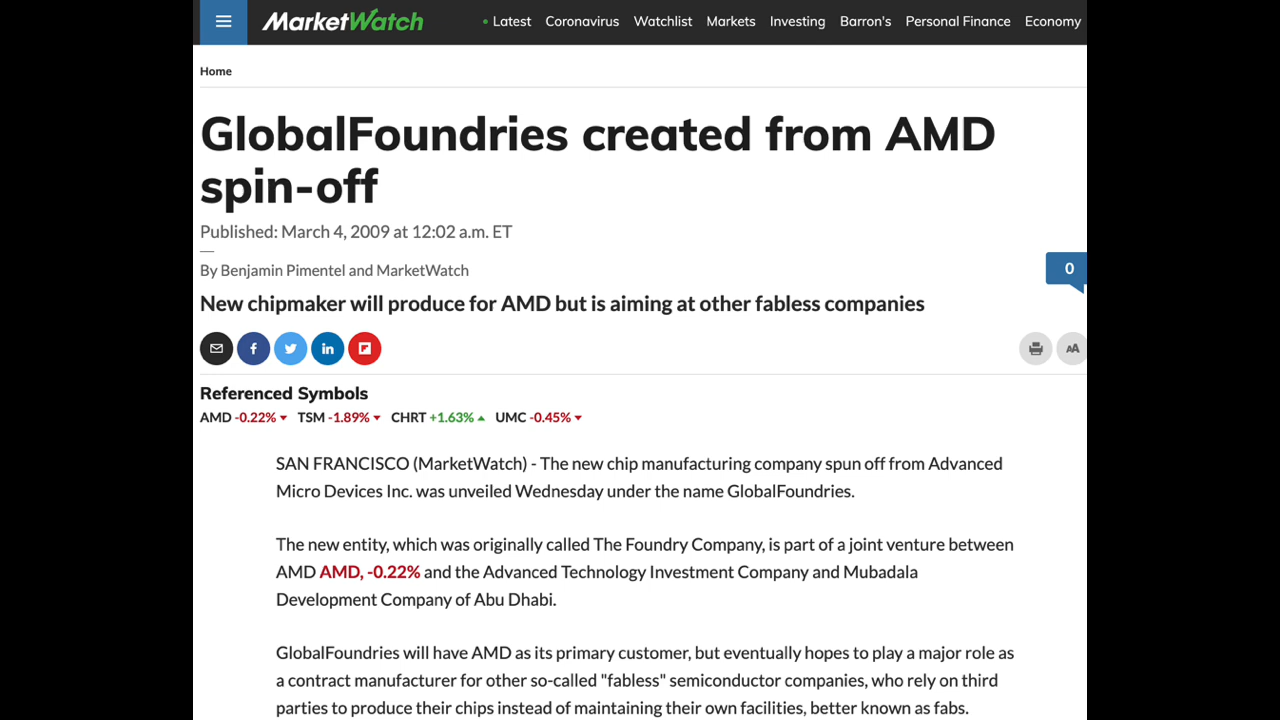 MarketWatch
Latest Coronavirus Watchlist Markets Investing Barron's Personal Finance Economy
Home
GlobalFoundries created from AMD
spin-off
Published: March 4, 2009 at 12:02 a.m. ET
By Benjamin Pimentel and MarketWatch
0
New chipmaker will produce for AMD but is aiming at other fabless companies
f in AA
Referenced Symbols
AMD -0.22% TSM -1.89% CHRT +1.63% UMC -0.45%
SAN FRANCISCO (MarketWatch) - The new chip manufacturing company spun off from Advanced
Micro Devices Inc. was unveiled Wednesday under the name GlobalFoundries.
The new entity, which was originally called The Foundry Company, is part of a joint venture between
AMD AMD, -0.22% and the Advanced Technology Investment Company and Mubadala
Development Company of Abu Dhabi.
GlobalFoundries will have AMD as its primary customer, but eventually hopes to play a major role as
a contract manufacturer for other so-called "fabless" semiconductor companies, who rely on third
parties to produce their chips instead of maintaining their own facilities, better known as fabs.